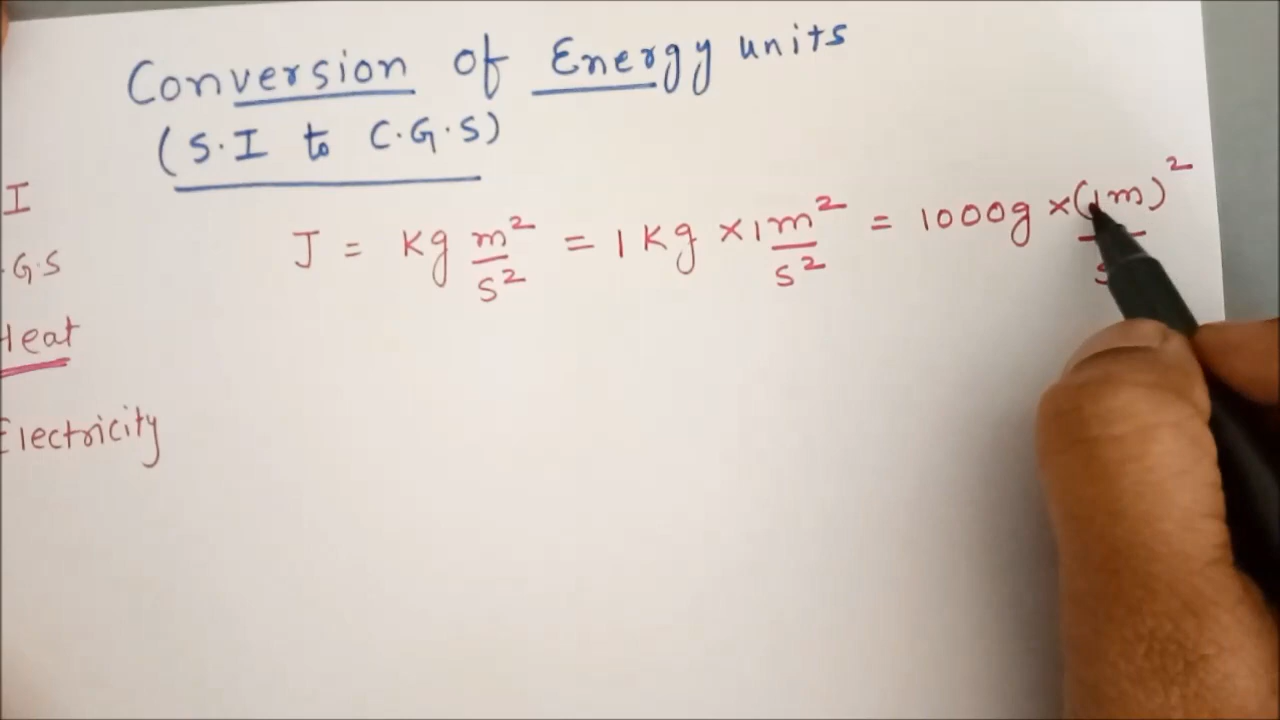 Conversion of Energy units
(S.I to C.G.S)
I
.G.S
Heat
Electricity
J = Kg m²/s² = 1 Kg × 1 m²/s² = 1000g × (1m)²/s